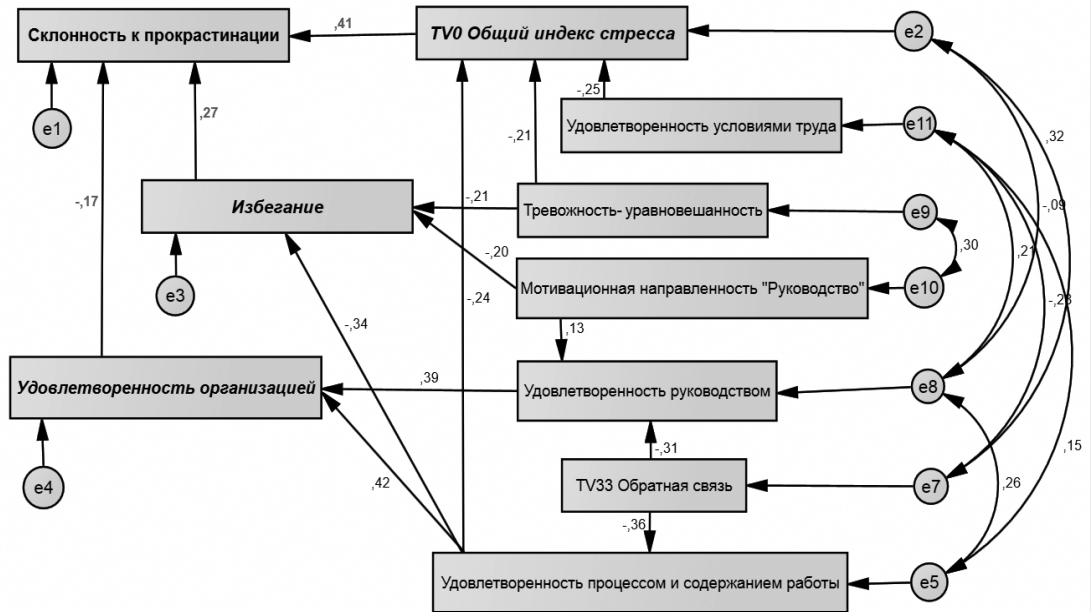 Склонность к прокрастинации
,41
TV0 Общий индекс стресса
e2
-,25
Удовлетворенность условиями труда
e11
e1
,27
-,21
,32
-,17
Избегание
-,21
Тревожность- уравновешанность
e9
-,09
,30
,21
-,20
e3
-,24
Мотивационная направленность "Руководство"
e10
-,23
-,34
,13
Удовлетворенность организацией
,39
Удовлетворенность руководством
e8
-,31
,15
e4
,42
TV33 Обратная связь
e7
,26
-,36
Удовлетворенность процессом и содержанием работы
e5